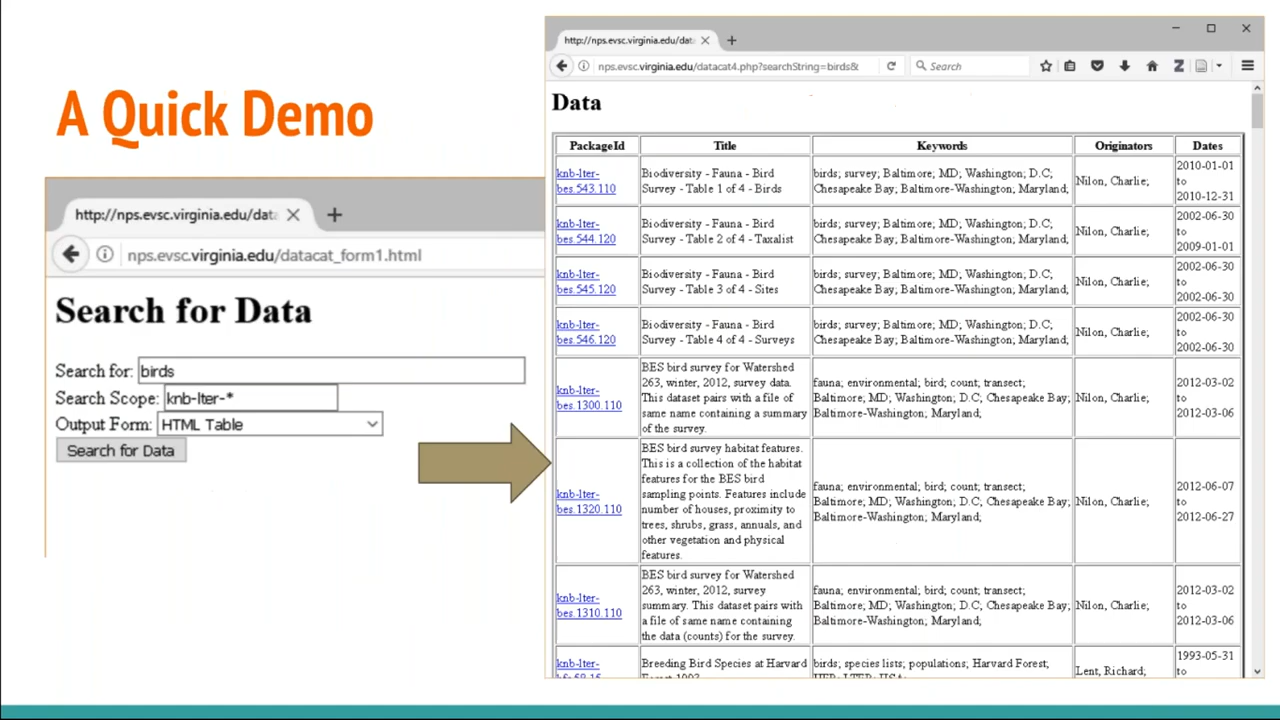 A Quick Demo
http://nps.evsc.virginia.edu/data
nps.evsc.virginia.edu/datacat_form1.html
Search for Data
Search for: birds
Search Scope: knb-lter-*
Output Form: HTML Table
Search for Data
http://nps.evsc.virginia.edu/dat
nps.evsc.virginia.edu/datacat4.php?searchString=birds&
Search
Z
Data
PackageId Title Keywords Originators Dates
knb-lter-
bes.543.110
Biodiversity - Fauna - Bird
Survey - Table 1 of 4 - Birds
birds; survey; Baltimore; MD; Washington; D.C;
Chesapeake Bay; Baltimore-Washington; Maryland;
Nilon, Charlie;
2010-01-01
to
2010-12-31
knb-lter-
bes.544.120
Biodiversity - Fauna - Bird
Survey - Table 2 of 4 - Taxalist
birds; survey; Baltimore; MD; Washington; D.C;
Chesapeake Bay; Baltimore-Washington; Maryland;
Nilon, Charlie;
2002-06-30
to
2009-01-01
knb-lter-
bes.545.120
Biodiversity - Fauna - Bird
Survey - Table 3 of 4 - Sites
birds; survey; Baltimore; MD; Washington; D.C;
Chesapeake Bay; Baltimore-Washington; Maryland;
Nilon, Charlie;
2002-06-30
to
2002-06-30
knb-lter-
bes.546.120
Biodiversity - Fauna - Bird
Survey - Table 4 of 4 - Surveys
birds; survey; Baltimore; MD; Washington; D.C;
Chesapeake Bay; Baltimore-Washington; Maryland;
Nilon, Charlie;
2002-06-30
to
2002-06-30
knb-lter-
bes.1300.110
BES bird survey for Watershed
263, winter, 2012, survey data.
This dataset pairs with a file of
same name containing a summary
of the survey.
fauna; environmental; bird; count; transect;
Baltimore; MD; Washington; D.C; Chesapeake Bay;
Baltimore-Washington; Maryland;
Nilon, Charlie;
2012-03-02
to
2012-03-06
knb-lter-
bes.1320.110
BES bird survey habitat features.
This is a collection of the habitat
features for the BES bird
sampling points. Features include
number of houses, proximity to
trees, shrubs, grass, annuals, and
other vegetation and physical
features.
fauna; environmental; bird; count; transect;
Baltimore; MD; Washington; D.C; Chesapeake Bay;
Baltimore-Washington; Maryland;
Nilon, Charlie;
2012-06-07
to
2012-06-27
knb-lter-
bes.1310.110
BES bird survey for Watershed
263, winter, 2012, survey
summary. This dataset pairs with
a file of same name containing
the data (counts) for the survey.
fauna; environmental; bird; count; transect;
Baltimore; MD; Washington; D.C; Chesapeake Bay;
Baltimore-Washington; Maryland;
Nilon, Charlie;
2012-03-02
to
2012-03-06
knb-lter-
Breeding Bird Species at Harvard
birds; species lists; populations; Harvard Forest;
Lent, Richard;
1993-05-31
to